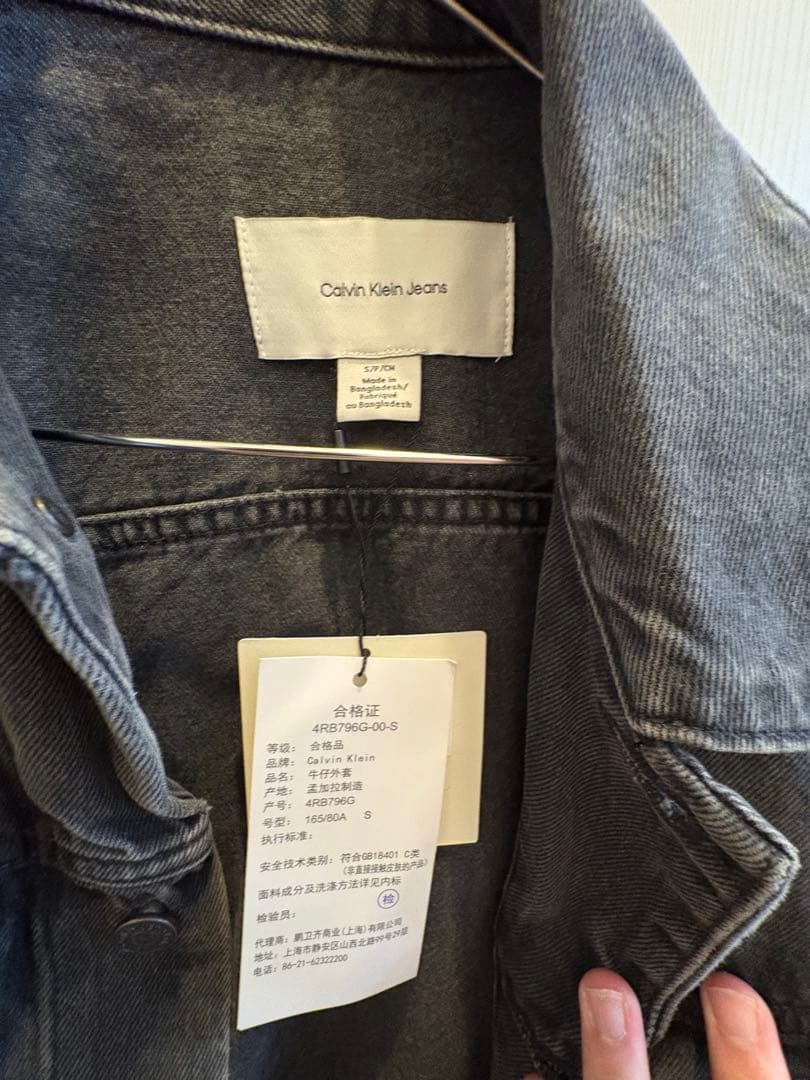 Calvin Klein Jeans
S/P/CH
Made in
Bangladesh/
Fabriqué
au Bangladesh
合格证
4RB796G-00-S
等级： 合格品
品牌： Calvin Klein
品名： 牛仔外套
产地： 孟加拉制造
产号： 4RB796G
号型： 165/80A S
执行标准：
安全技术类别： 符合GB18401 C类
(非直接接触皮肤的产品)
面料成分及洗涤方法详见内标
检验员： 检
代理商：鹏卫齐商业(上海)有限公司
地址：上海市静安区山西北路99号29层
电话：86-21-62322200